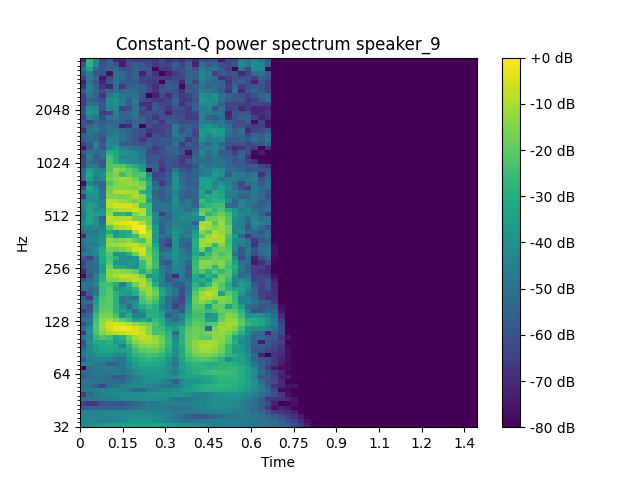 Constant-Q power spectrum speaker_9
Hz
2048
1024
512
256
128
64
32
0 0.15 0.3 0.45 0.6 0.75 0.9 1.1 1.2 1.4
Time
+0 dB
-10 dB
-20 dB
-30 dB
-40 dB
-50 dB
-60 dB
-70 dB
-80 dB